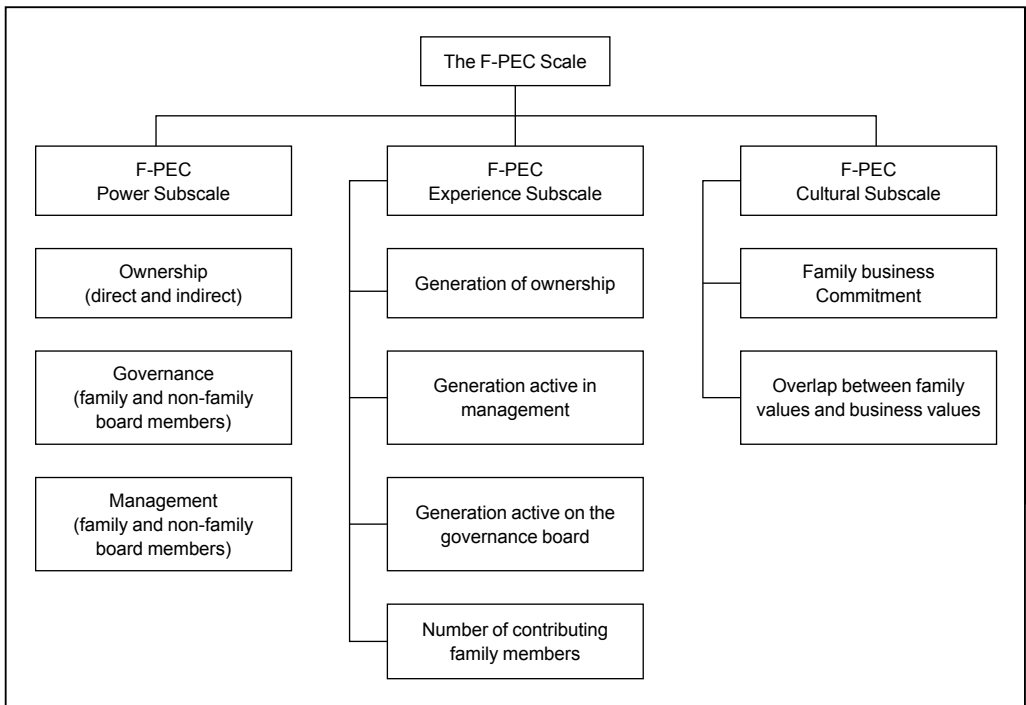 The F-PEC Scale
F-PEC
Power Subscale
Ownership
(direct and indirect)
Governance
(family and non-family
board members)
Management
(family and non-family
board members)
F-PEC
Experience Subscale
Generation of ownership
Generation active in
management
Generation active on the
governance board
Number of contributing
family members
F-PEC
Cultural Subscale
Family business
Commitment
Overlap between family
values and business values